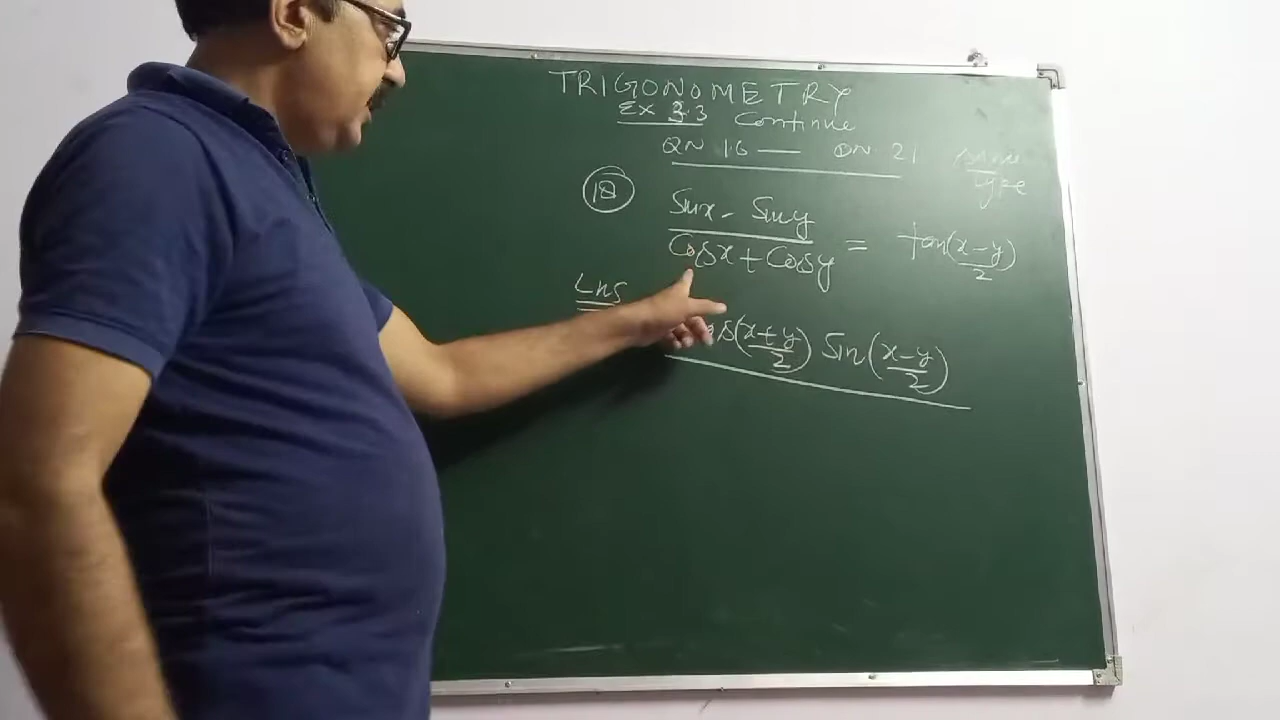 TRIGONOMETRY
Ex 3.3 Continue
QN 16 — QN 21 same type
18 (Sinx - Siny)/(Cosx + Cosy) = tan((x-y)/2)
LHS
((x+y)/2) Sin((x-y)/2)